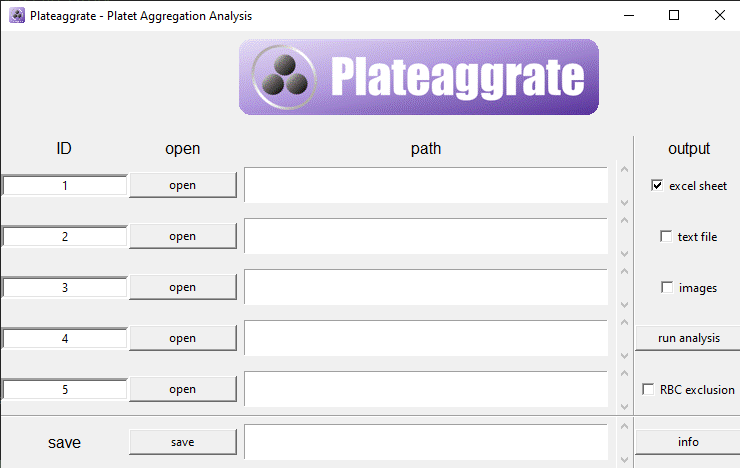 Plateaggrate - Platet Aggregation Analysis
Plateaggrate
ID open path output
1 open excel sheet
2 open text file
3 open images
4 open run analysis
5 open RBC exclusion
save save info